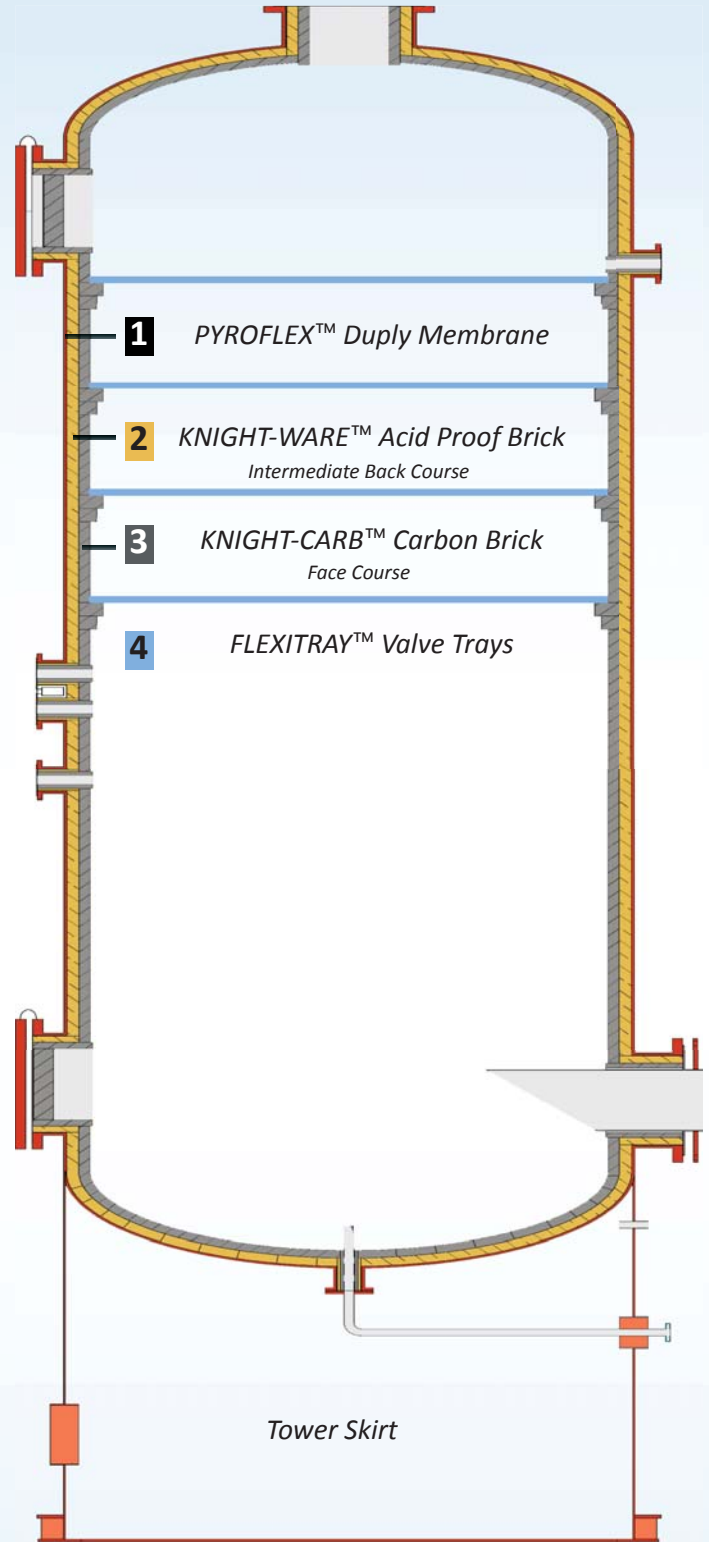 1 PYROFLEX™ Duply Membrane
2 KNIGHT-WARE™ Acid Proof Brick
Intermediate Back Course
3 KNIGHT-CARB™ Carbon Brick
Face Course
4 FLEXITRAY™ Valve Trays
Tower Skirt